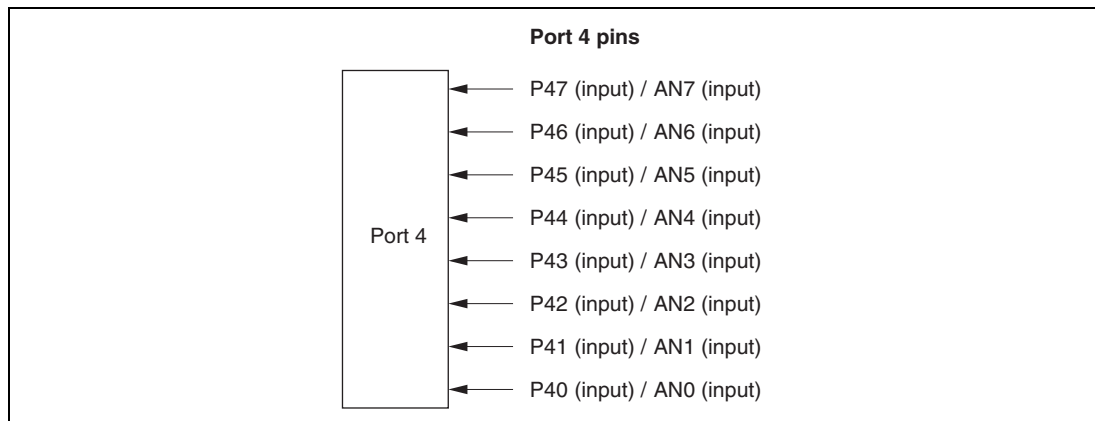 Port 4 pins
P47 (input) / AN7 (input)
P46 (input) / AN6 (input)
P45 (input) / AN5 (input)
P44 (input) / AN4 (input)
Port 4
P43 (input) / AN3 (input)
P42 (input) / AN2 (input)
P41 (input) / AN1 (input)
P40 (input) / AN0 (input)